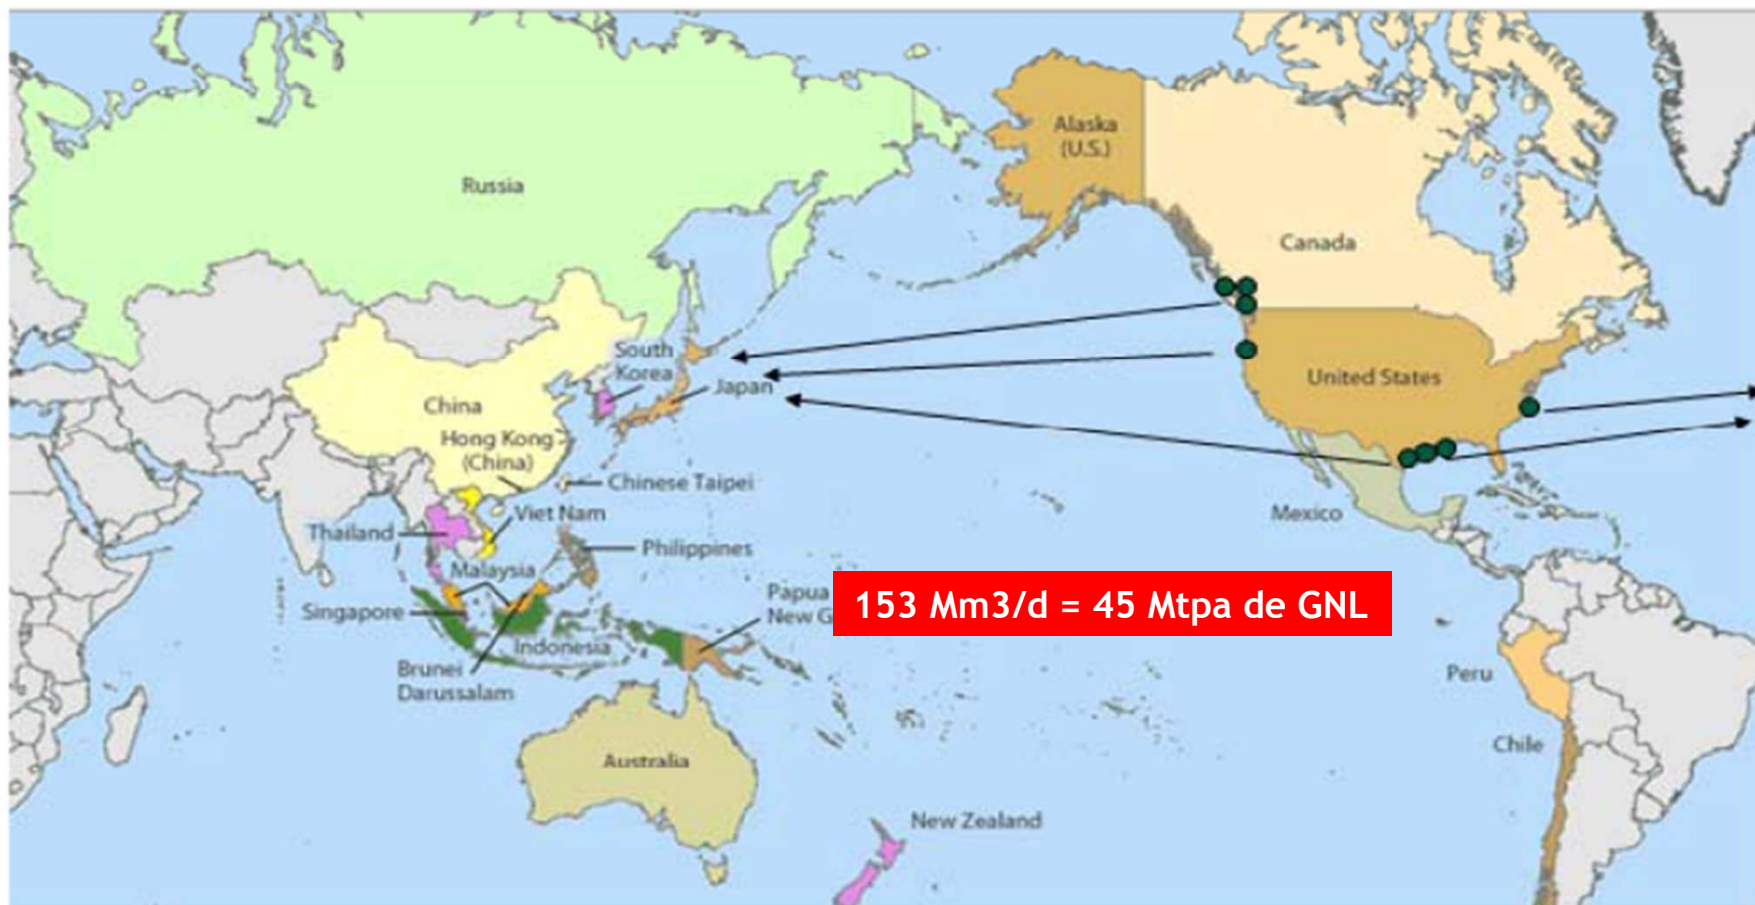 Alaska
(U.S.)
Russia
Canada
South
Korea
United States
Japan
China
Hong Kong
(China)
Chinese Taipei
Mexico
Viet Nam
Thailand
Philippines
Malaysia
Papua
New G
153 Mm3/d = 45 Mtpa de GNL
Singapore
Indonesia
Brunei
Darussalam
Peru
Chile
Australia
New Zealand